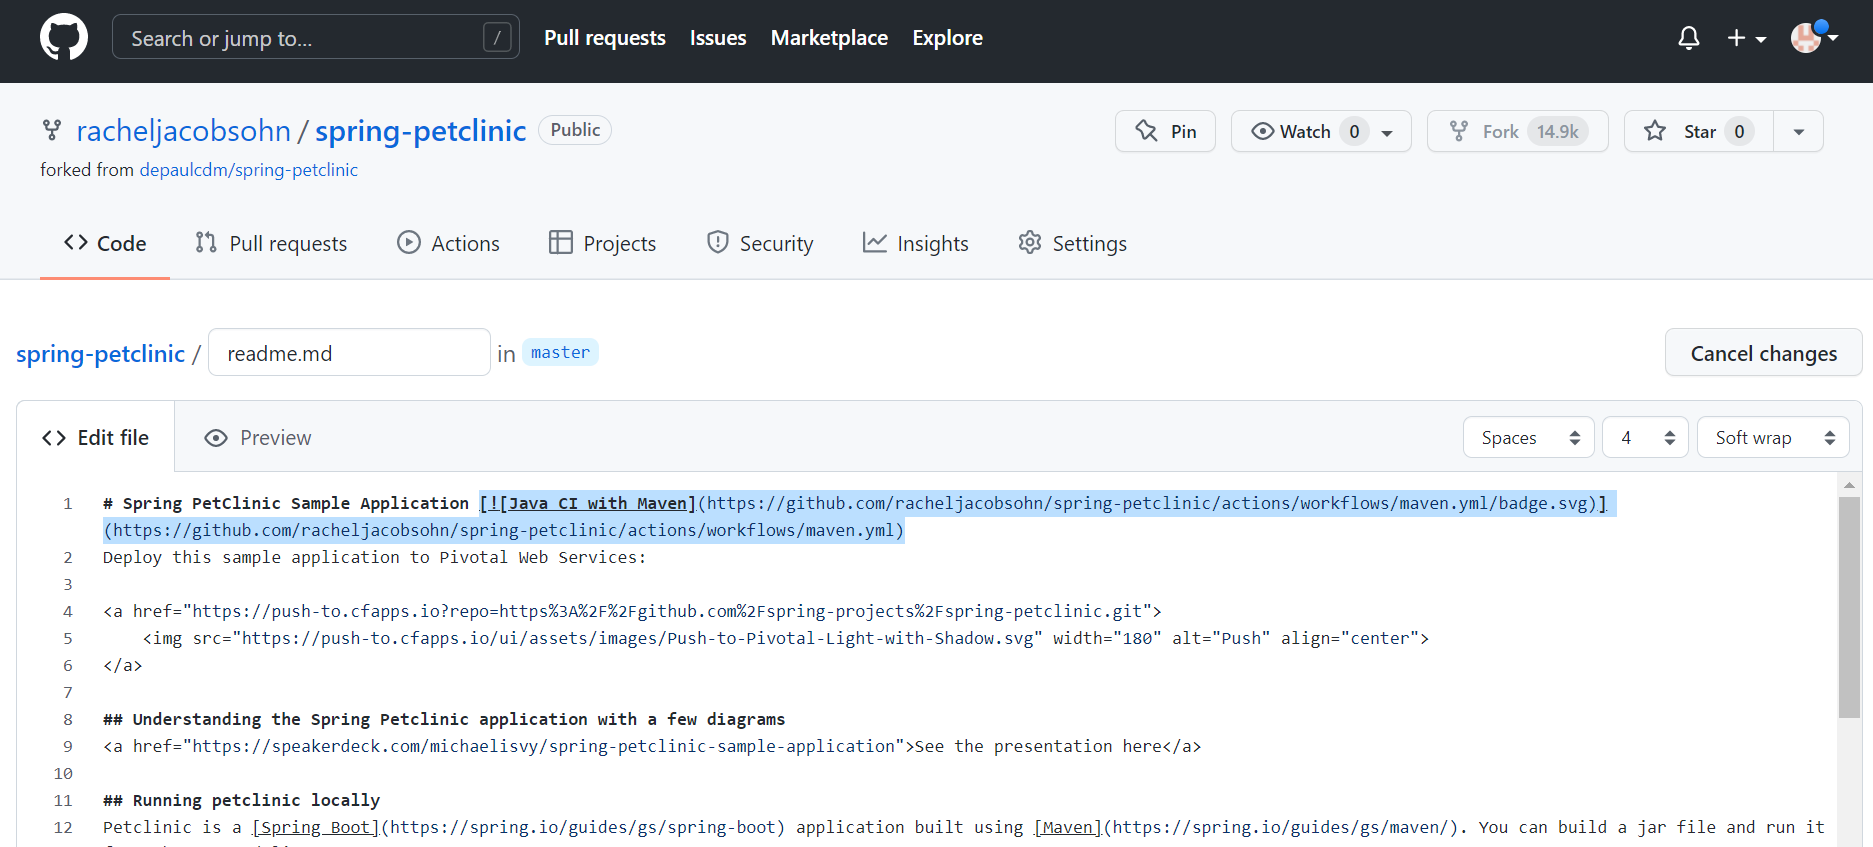 Search or jump to... /
Pull requests Issues Marketplace Explore
racheljacobsohn / spring-petclinic Public
Pin Watch 0 Fork 14.9k Star 0
forked from depaulcdm/spring-petclinic
Code Pull requests Actions Projects Security Insights Settings
spring-petclinic / readme.md in master Cancel changes
Edit file Preview Spaces 4 Soft wrap
1 # Spring PetClinic Sample Application [![Java CI with Maven](https://github.com/racheljacobsohn/spring-petclinic/actions/workflows/maven.yml/badge.svg)]
(https://github.com/racheljacobsohn/spring-petclinic/actions/workflows/maven.yml)
2 Deploy this sample application to Pivotal Web Services:
3
4 <a href="https://push-to.cfapps.io?repo=https%3A%2F%2Fgithub.com%2Fspring-projects%2Fspring-petclinic.git">
5     <img src="https://push-to.cfapps.io/ui/assets/images/Push-to-Pivotal-Light-with-Shadow.svg" width="180" alt="Push" align="center">
6 </a>
7
8 ## Understanding the Spring Petclinic application with a few diagrams
9 <a href="https://speakerdeck.com/michaelisvy/spring-petclinic-sample-application">See the presentation here</a>
10
11 ## Running petclinic locally
12 Petclinic is a [Spring Boot](https://spring.io/guides/gs/spring-boot) application built using [Maven](https://spring.io/guides/gs/maven/). You can build a jar file and run it